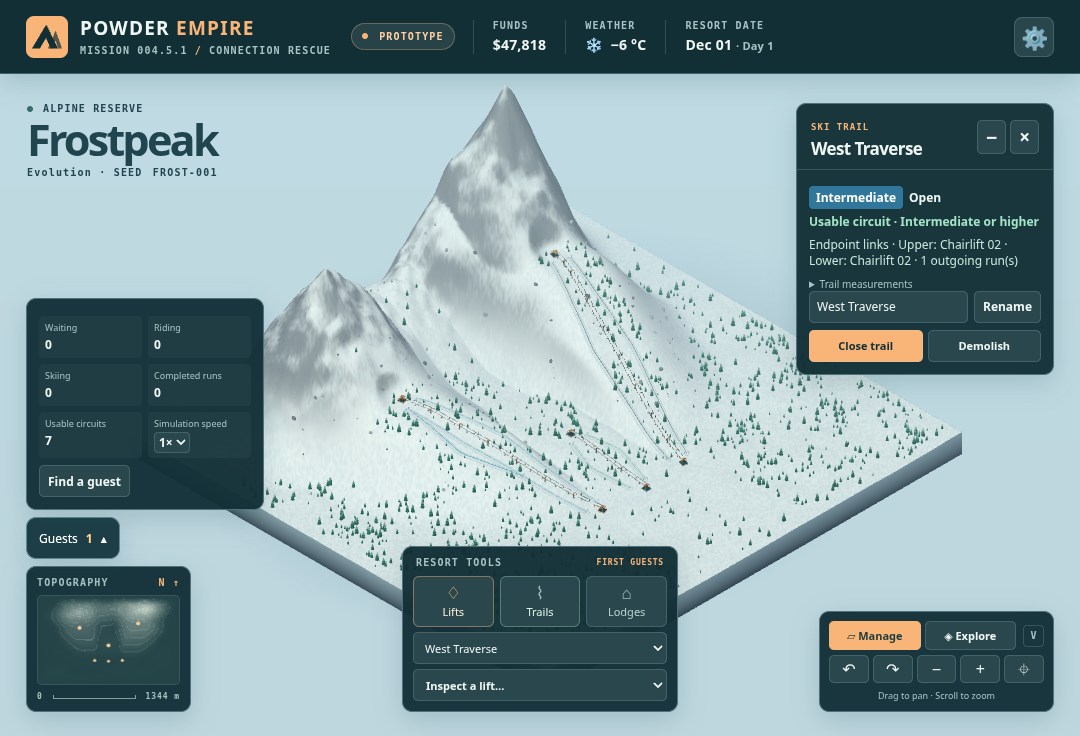 POWDER EMPIRE
MISSION 004.5.1 / CONNECTION RESCUE
PROTOTYPE
FUNDS
$47,818
WEATHER
−6 °C
RESORT DATE
Dec 01 · Day 1
ALPINE RESERVE
Frostpeak
Evolution · SEED FROST-001
SKI TRAIL
West Traverse
− ×
Intermediate Open
Usable circuit · Intermediate or higher
Endpoint links · Upper: Chairlift 02 ·
Lower: Chairlift 02 · 1 outgoing run(s)
▶ Trail measurements
West Traverse Rename
Close trail Demolish
Waiting Riding
0 0
Skiing Completed runs
0 0
Usable circuits Simulation speed
7 1×
Find a guest
Guests 1 ▲
TOPOGRAPHY N ↑
0 1344 m
RESORT TOOLS FIRST GUESTS
Lifts Trails Lodges
West Traverse
Inspect a lift...
Manage Explore V
↶ ↷ − +
Drag to pan · Scroll to zoom